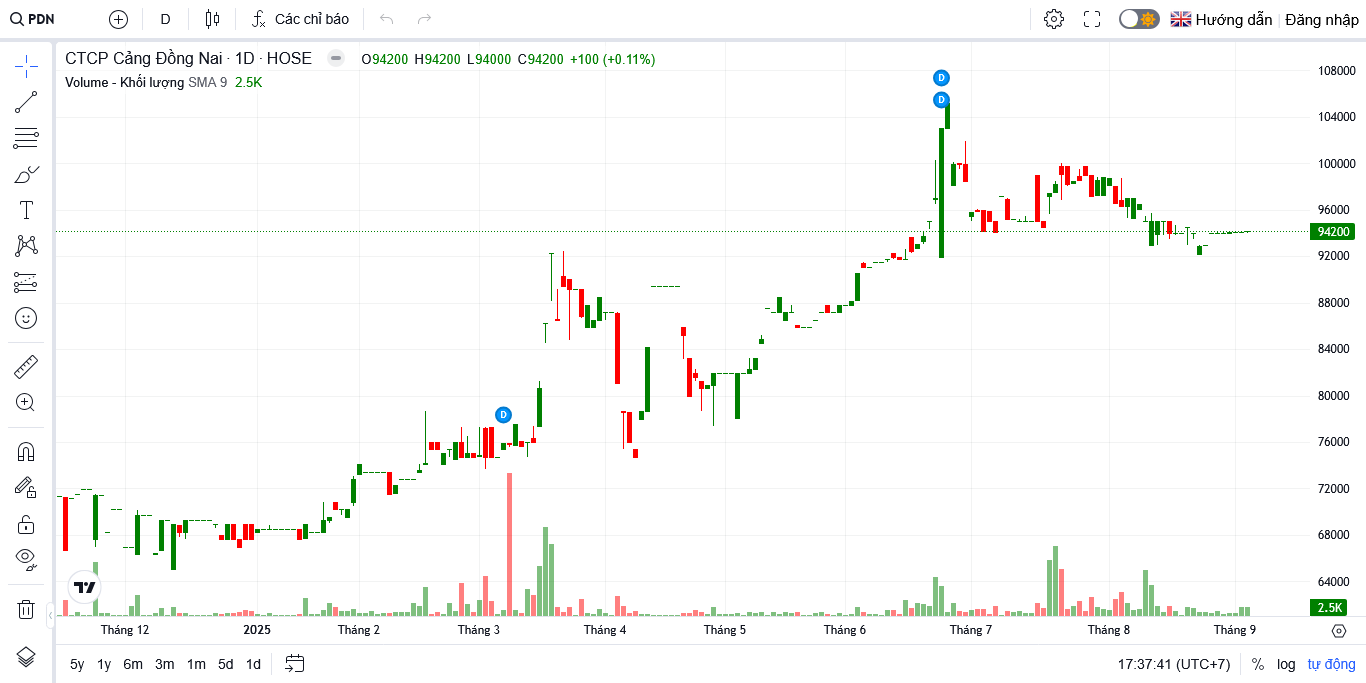 PDN D Các chỉ báo Hướng dẫn Đăng nhập
CTCP Cảng Đồng Nai · 1D · HOSE O94200 H94200 L94000 C94200 +100 (+0.11%)
Volume - Khối lượng SMA 9 2.5K
D
D
D
108000
104000
100000
96000
94200
92000
88000
84000
80000
76000
72000
68000
64000
2.5K
Tháng 12 2025 Tháng 2 Tháng 3 Tháng 4 Tháng 5 Tháng 6 Tháng 7 Tháng 8 Tháng 9
5y 1y 6m 3m 1m 5d 1d 17:37:41 (UTC+7) % log tự động